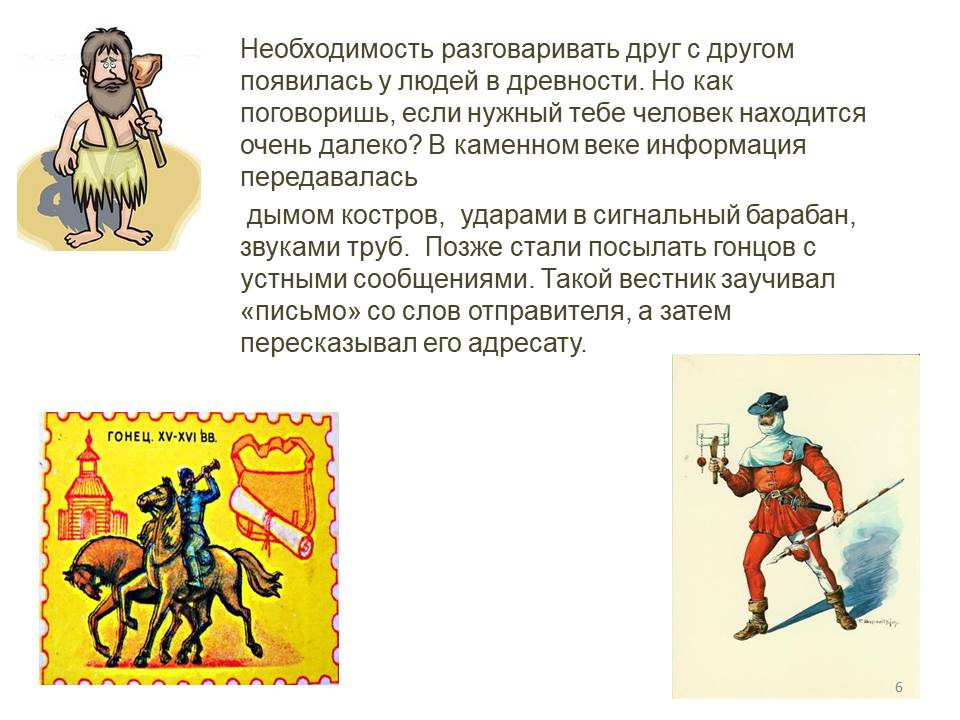 Необходимость разговаривать друг с другом
появилась у людей в древности. Но как
поговоришь, если нужный тебе человек находится
очень далеко? В каменном веке информация
передавалась
дымом костров, ударами в сигнальный барабан,
звуками труб. Позже стали посылать гонцов с
устными сообщениями. Такой вестник заучивал
«письмо» со слов отправителя, а затем
пересказывал его адресату.
ГОНЕЦ. XV-XVI ВВ.
6